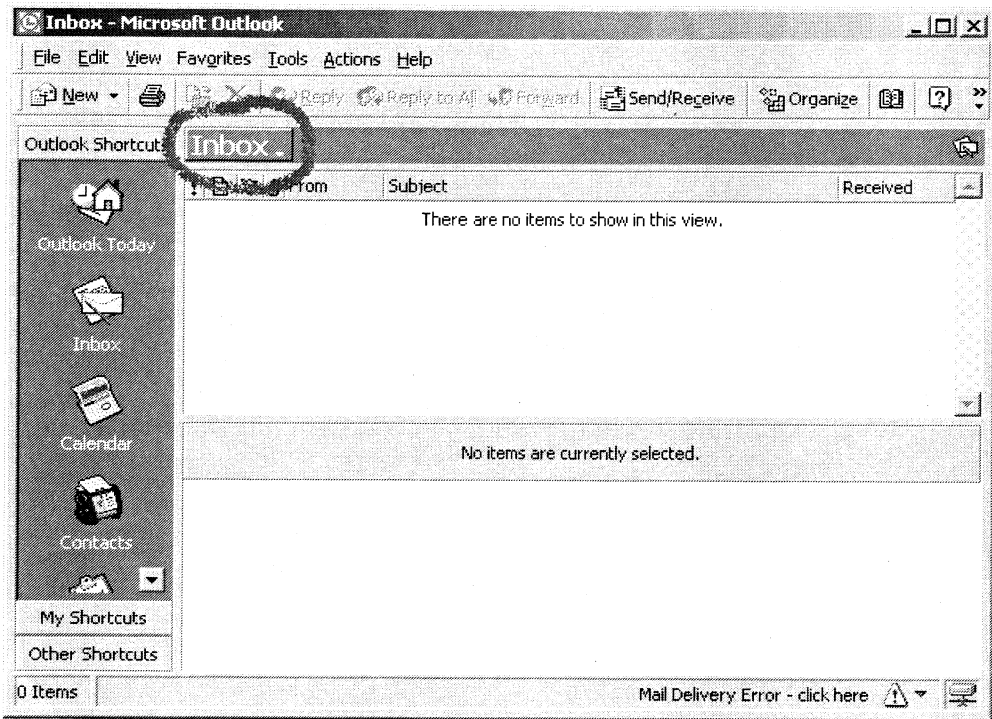 Inbox - Microsoft Outlook
File Edit View Favorites Tools Actions Help
New Reply Reply to All Forward Send/Receive Organize
Outlook Shortcuts Inbox
! From Subject Received
There are no items to show in this view.
Outlook Today
Inbox
Calendar
No items are currently selected.
Contacts
My Shortcuts
Other Shortcuts
0 Items Mail Delivery Error - click here